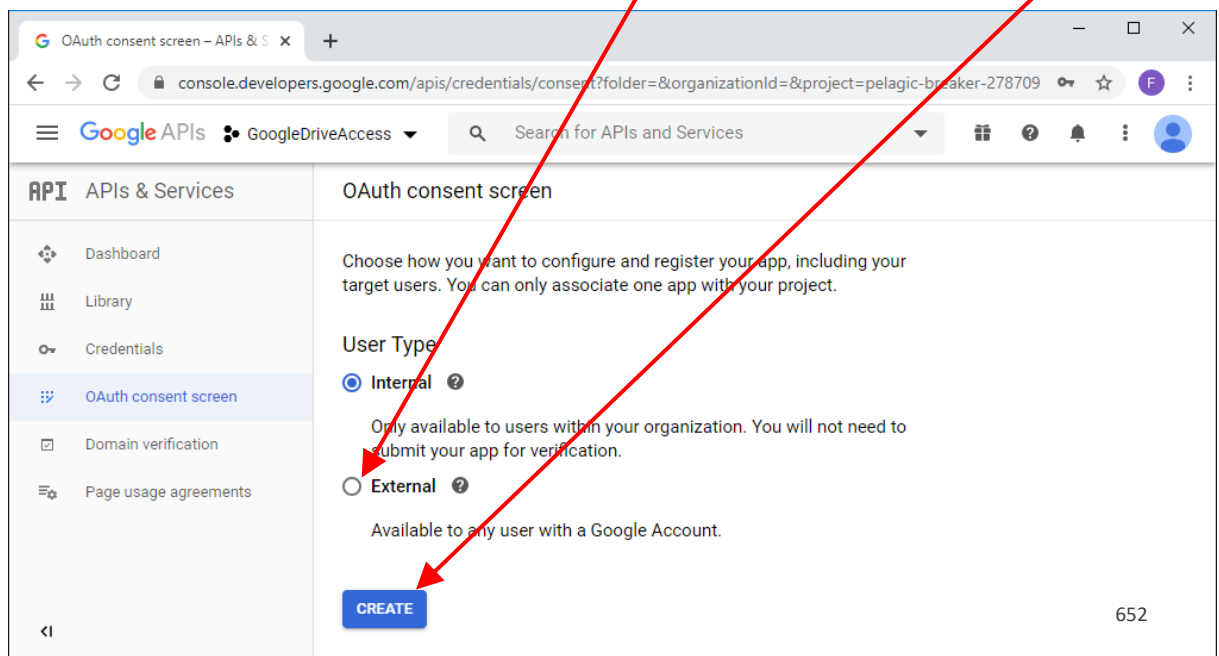 OAuth consent screen – APIs & S
console.developers.google.com/apis/credentials/consent?folder=&organizationId=&project=pelagic-breaker-278709
F
Google APIs GoogleDriveAccess Search for APIs and Services
API APIs & Services
OAuth consent screen
Dashboard
Library
Credentials
OAuth consent screen
Domain verification
Page usage agreements
Choose how you want to configure and register your app, including your
target users. You can only associate one app with your project.
User Type
Internal
Only available to users within your organization. You will not need to
submit your app for verification.
External
Available to any user with a Google Account.
CREATE
652